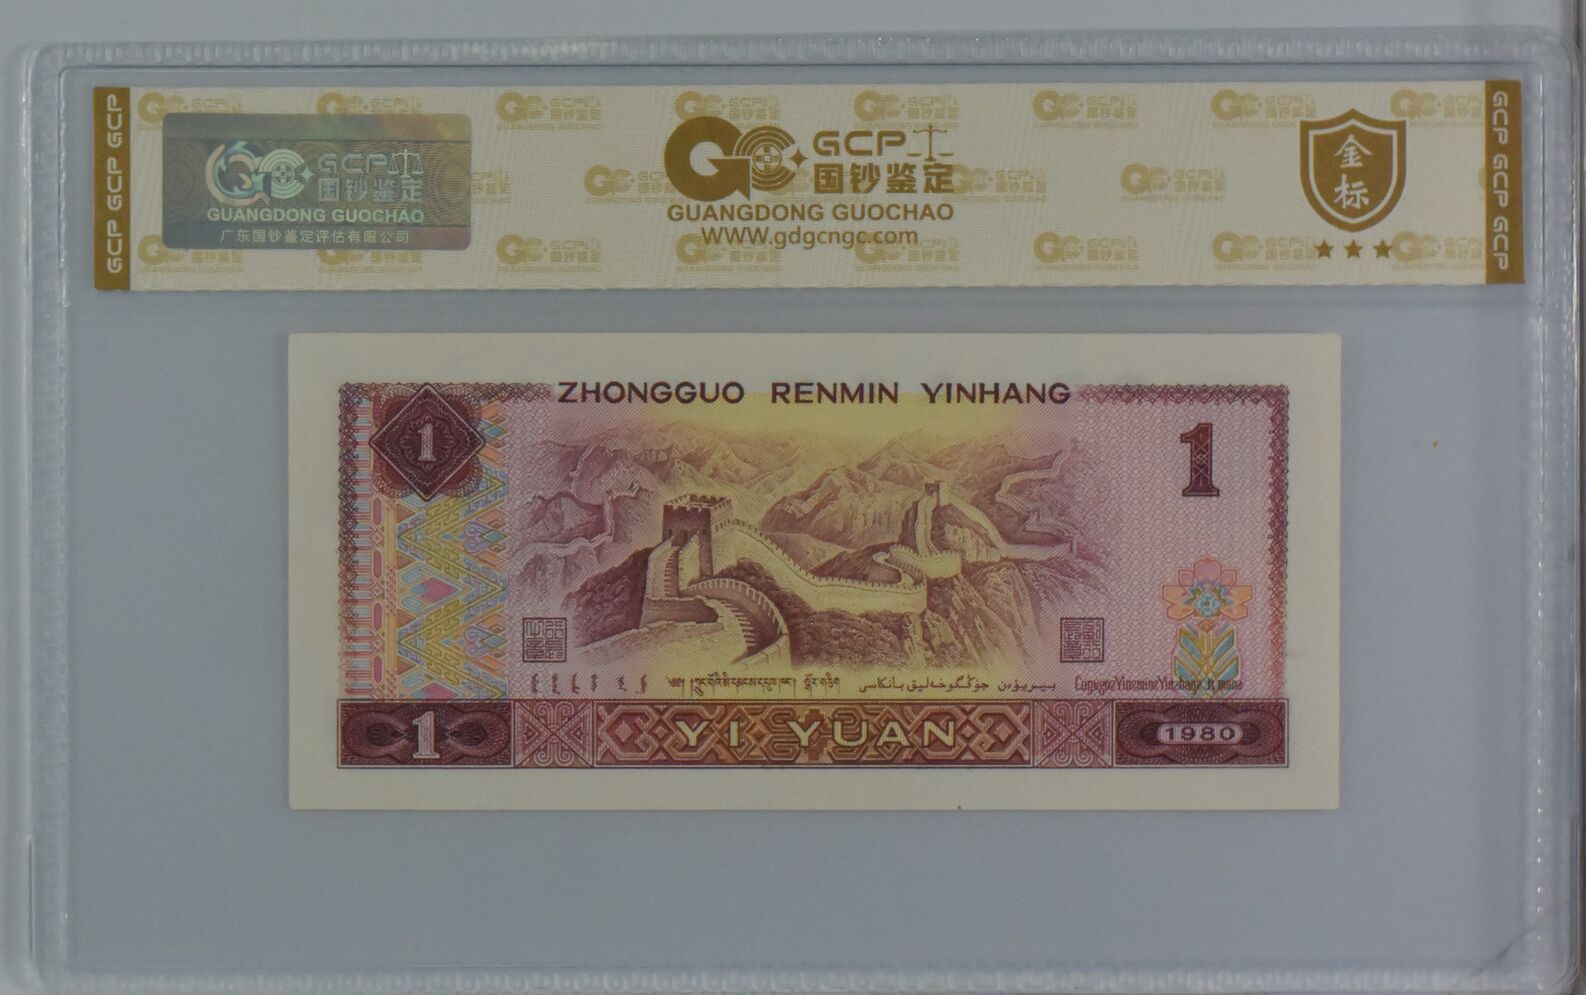 GCP GCP GCP
GCP
国钞鉴定
GUANGDONG GUOCHAO
广东国钞鉴定评估有限公司
GCP
国钞鉴定
GUANGDONG GUOCHAO
www.gdgcngc.com
金
标
GCP GCP GCP
ZHONGGUO RENMIN YINHANG
1
1
1
YI YUAN
1980